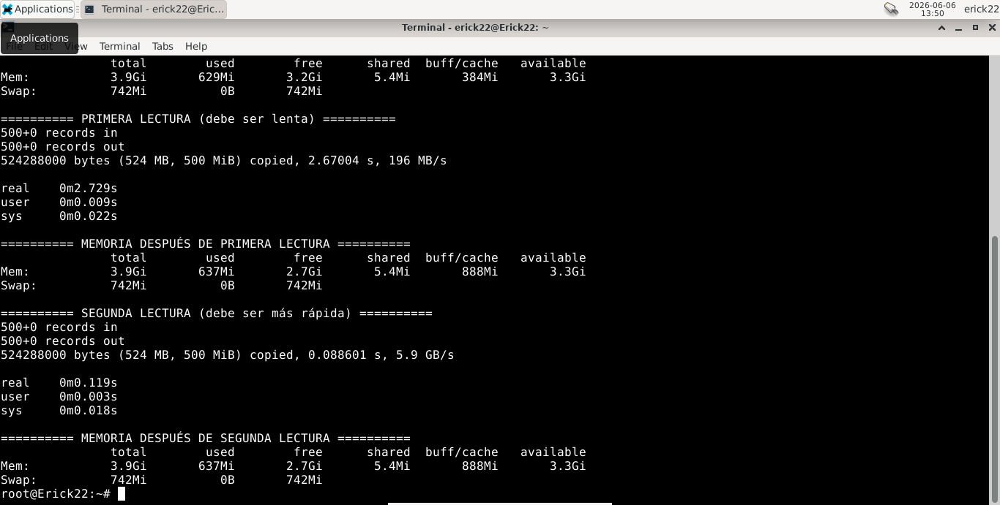 Applications
Terminal - erick22@Eric...
2026-06-06
13:50
erick22
Terminal - erick22@Erick22: ~
Applications
File Edit View Terminal Tabs Help
total used free shared buff/cache available
Mem: 3.9Gi 629Mi 3.2Gi 5.4Mi 384Mi 3.3Gi
Swap: 742Mi 0B 742Mi
========== PRIMERA LECTURA (debe ser lenta) ==========
500+0 records in
500+0 records out
524288000 bytes (524 MB, 500 MiB) copied, 2.67004 s, 196 MB/s
real 0m2.729s
user 0m0.009s
sys 0m0.022s
========== MEMORIA DESPUÉS DE PRIMERA LECTURA ==========
total used free shared buff/cache available
Mem: 3.9Gi 637Mi 2.7Gi 5.4Mi 888Mi 3.3Gi
Swap: 742Mi 0B 742Mi
========== SEGUNDA LECTURA (debe ser más rápida) ==========
500+0 records in
500+0 records out
524288000 bytes (524 MB, 500 MiB) copied, 0.088601 s, 5.9 GB/s
real 0m0.119s
user 0m0.003s
sys 0m0.018s
========== MEMORIA DESPUÉS DE SEGUNDA LECTURA ==========
total used free shared buff/cache available
Mem: 3.9Gi 637Mi 2.7Gi 5.4Mi 888Mi 3.3Gi
Swap: 742Mi 0B 742Mi
root@Erick22:~#